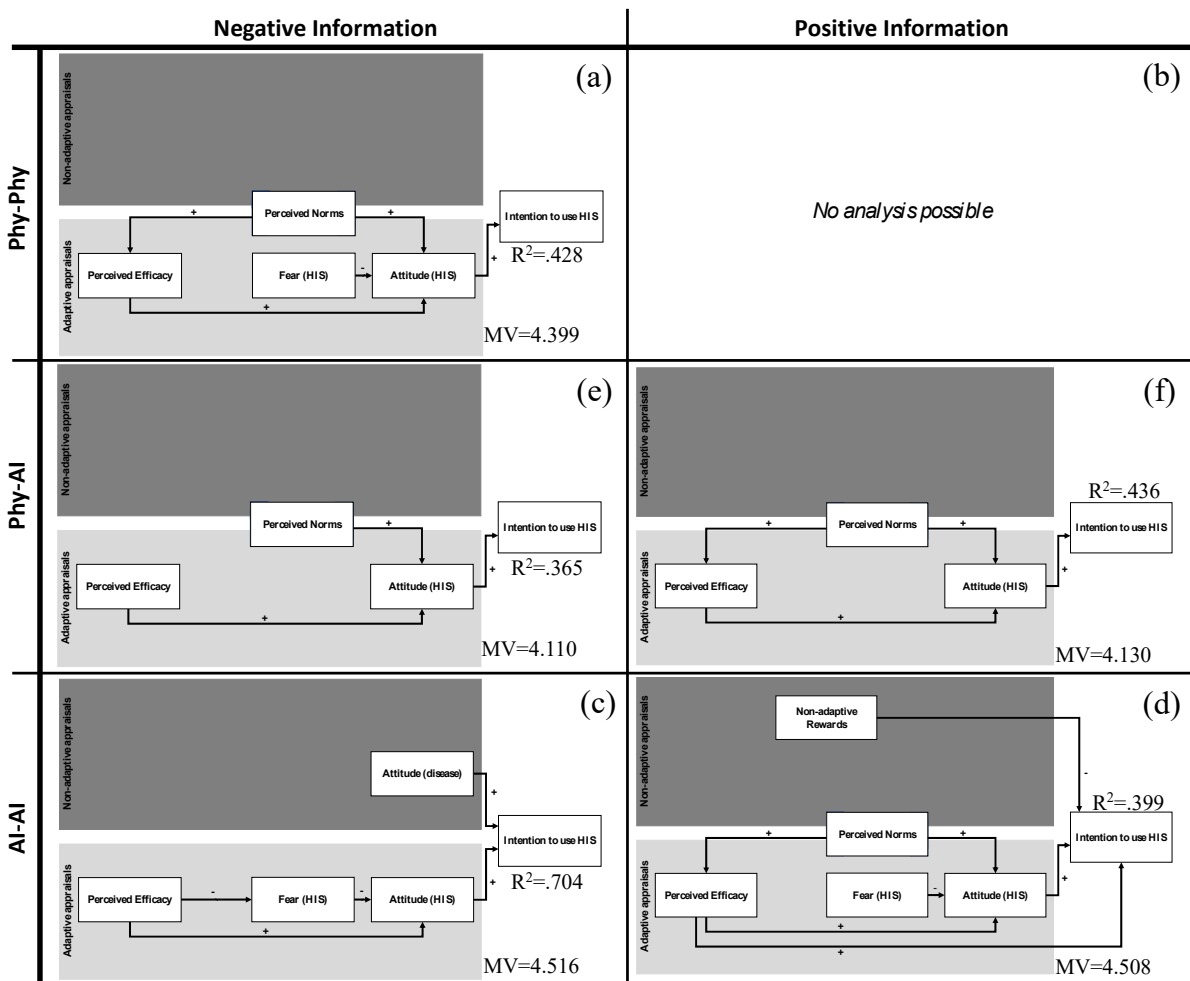 Negative Information
Positive Information
Phy-Phy
(a)
Non-adaptive appraisals
Adaptive appraisals
Perceived Norms
+
+
Intention to use HIS
R²=.428
Perceived Efficacy
Fear (HIS)
-
Attitude (HIS)
+
+
MV=4.399
(b)
No analysis possible
Phy-AI
(e)
Non-adaptive appraisals
Adaptive appraisals
Perceived Norms
+
Intention to use HIS
R²=.365
Perceived Efficacy
Attitude (HIS)
+
+
MV=4.110
(f)
Non-adaptive appraisals
Adaptive appraisals
R²=.436
Perceived Norms
+
+
Intention to use HIS
Perceived Efficacy
Attitude (HIS)
+
+
MV=4.130
AI-AI
(c)
Non-adaptive appraisals
Adaptive appraisals
Attitude (disease)
+
Intention to use HIS
R²=.704
Perceived Efficacy
-
Fear (HIS)
-
Attitude (HIS)
+
+
MV=4.516
(d)
Non-adaptive appraisals
Adaptive appraisals
Non-adaptive
Rewards
-
R²=.399
Perceived Norms
+
+
Intention to use HIS
Perceived Efficacy
Fear (HIS)
-
Attitude (HIS)
+
+
+
MV=4.508